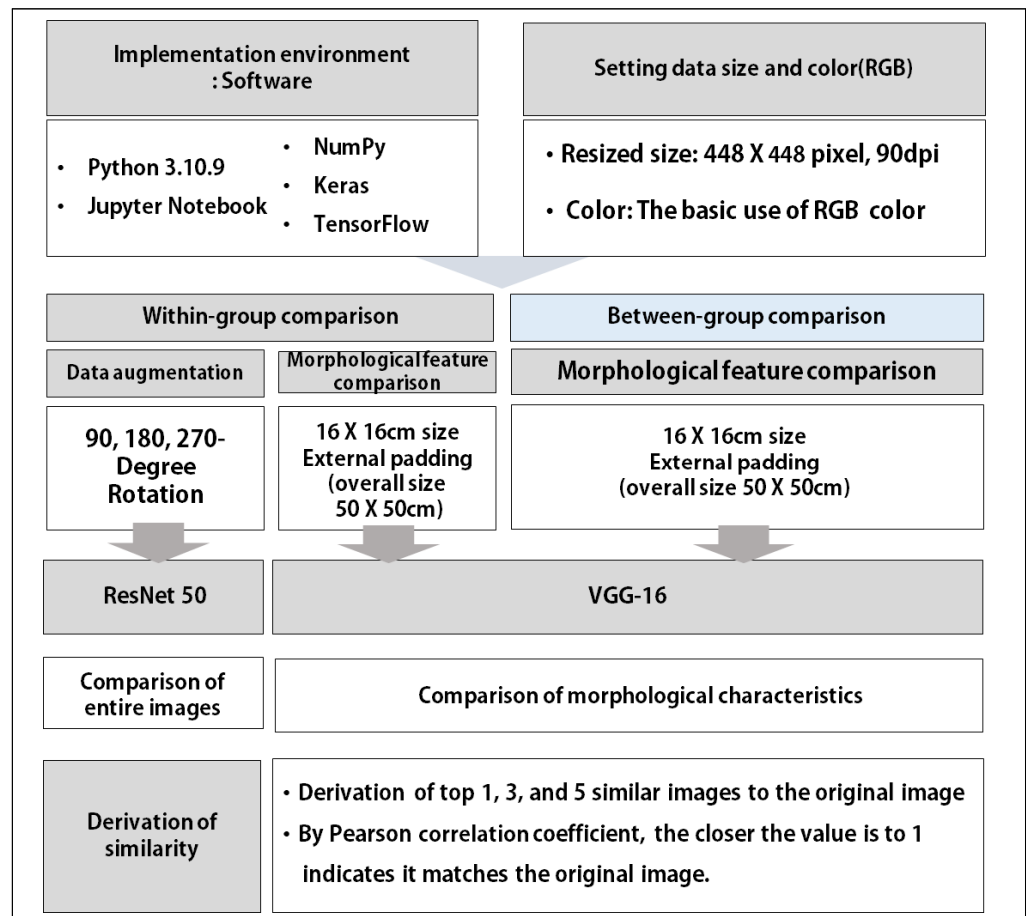 Implementation environment
: Software
Setting data size and color(RGB)
• Python 3.10.9
• Jupyter Notebook
• NumPy
• Keras
• TensorFlow
• Resized size: 448 X 448 pixel, 90dpi
• Color: The basic use of RGB color
Within-group comparison
Between-group comparison
Data augmentation
Morphological feature
comparison
Morphological feature comparison
90, 180, 270-
Degree
Rotation
16 X 16cm size
External padding
(overall size
50 X 50cm)
16 X 16cm size
External padding
(overall size 50 X 50cm)
ResNet 50
VGG-16
Comparison of
entire images
Comparison of morphological characteristics
Derivation of
similarity
• Derivation of top 1, 3, and 5 similar images to the original image
• By Pearson correlation coefficient, the closer the value is to 1
indicates it matches the original image.